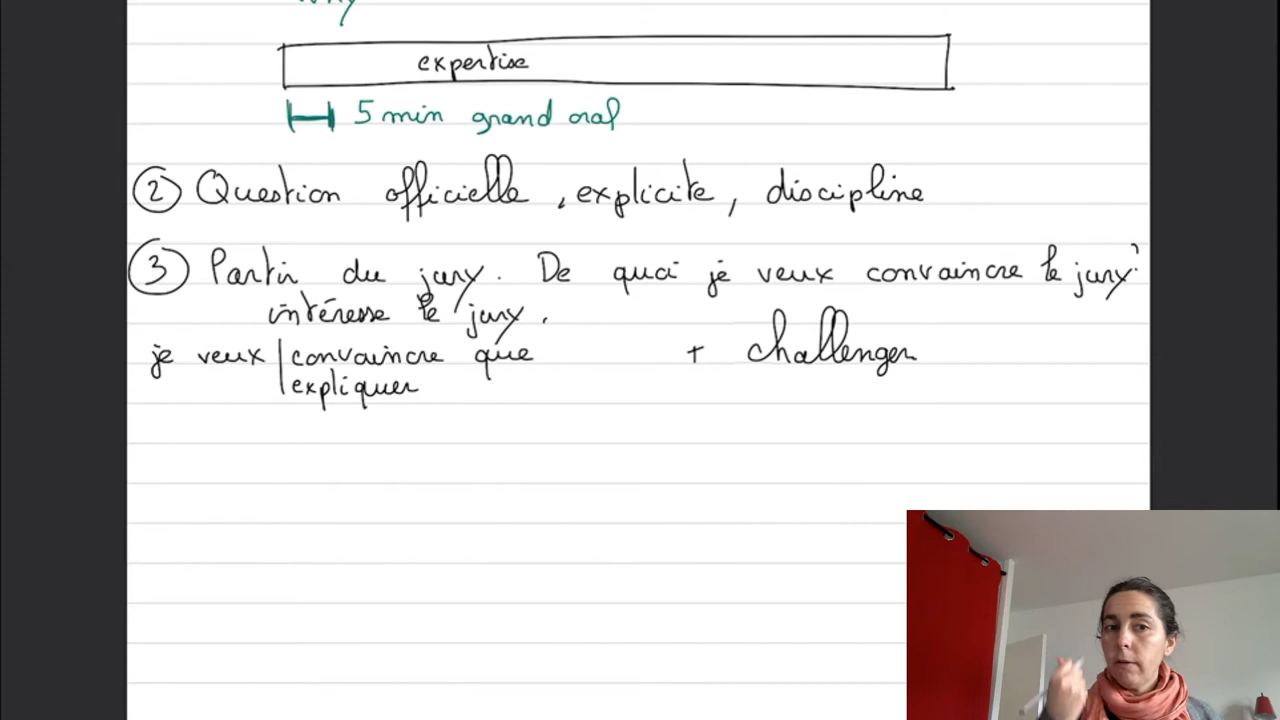 why
expertise
5 min grand oral
② Question officielle, explicite, discipline
③ Partir du jury. De quoi je veux convaincre le jury?
intéresse le jury.
je veux convaincre que + challenger
expliquer